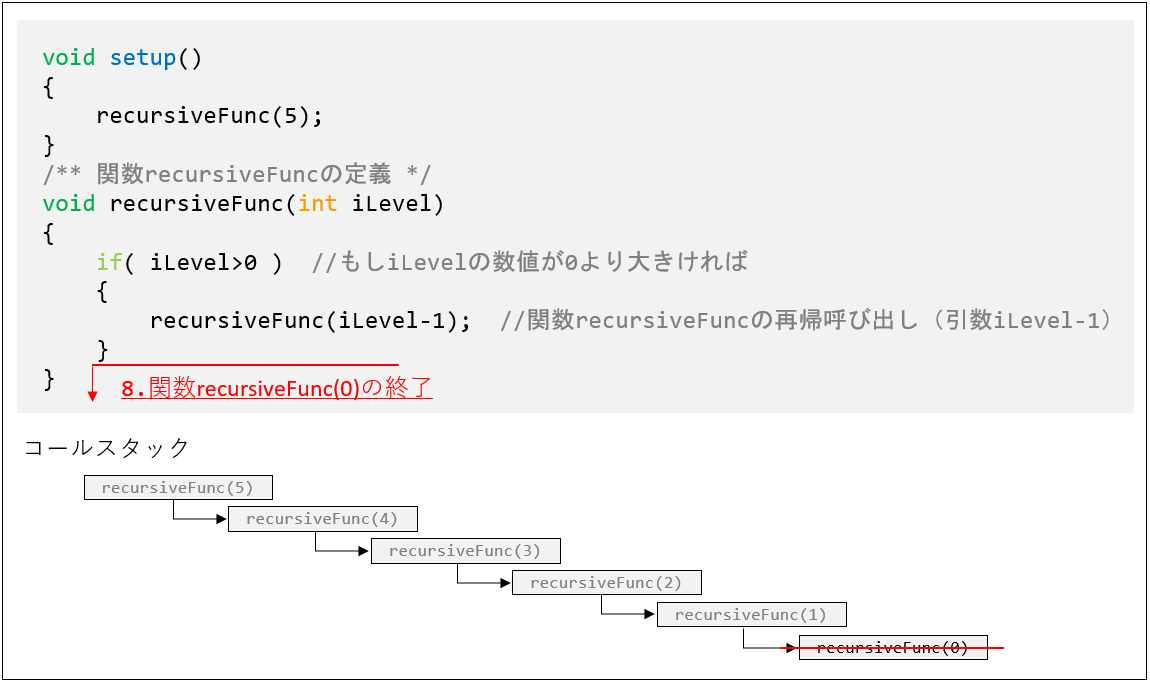 void setup()
{
    recursiveFunc(5);
}
/** 関数recursiveFuncの定義 */
void recursiveFunc(int iLevel)
{
    if( iLevel>0 )  //もしiLevelの数値が0より大きければ
    {
        recursiveFunc(iLevel-1);  //関数recursiveFuncの再帰呼び出し（引数iLevel-1）
    }
}
8.関数recursiveFunc(0)の終了
コールスタック
recursiveFunc(5)
recursiveFunc(4)
recursiveFunc(3)
recursiveFunc(2)
recursiveFunc(1)
recursiveFunc(0)